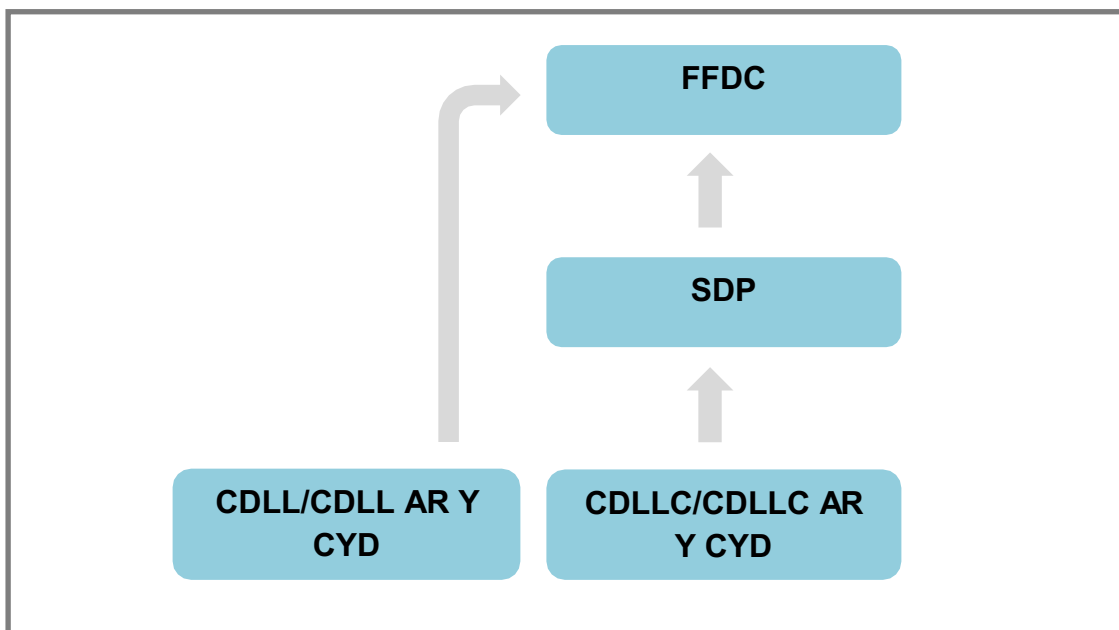 FFDC
SDP
CDLL/CDLL AR Y
CYD
CDLLC/CDLLC AR
Y CYD